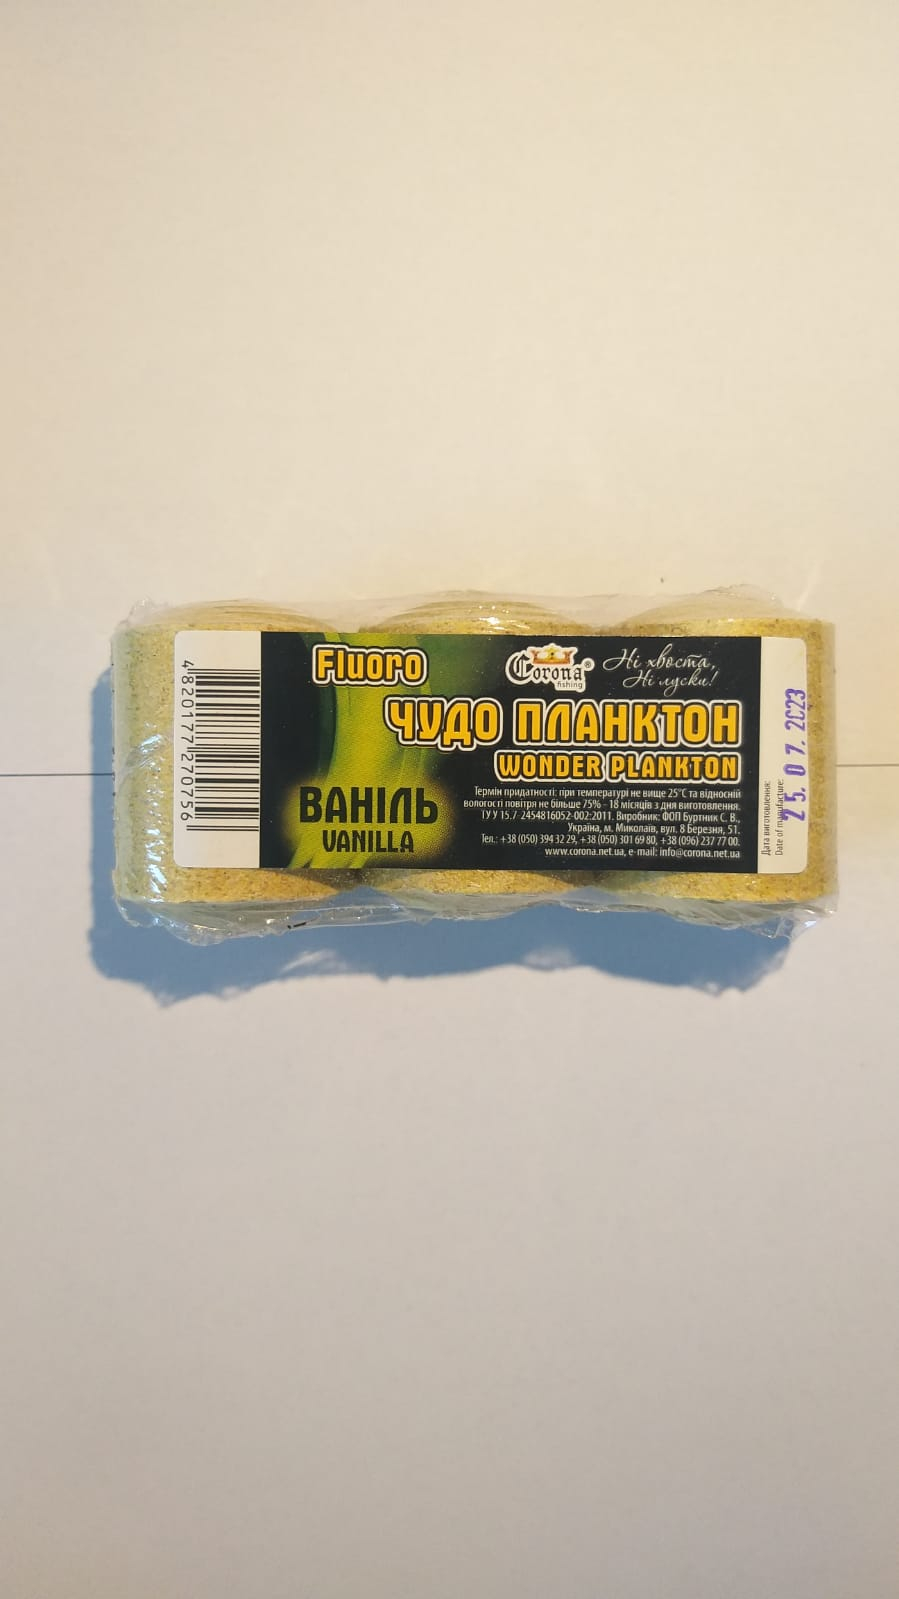 Fluoro
Corona®
fishing
Ні хвоста,
Ні луски!
ЧУДО ПЛАНКТОН
WONDER PLANKTON
ВАНІЛЬ
VANILLA
Термін придатності: при температурі не вище 25°C та відносній
вологості повітря не більше 75% - 18 місяців з дня виготовлення.
ТУ У 15.7-2454816052-002:2011. Виробник: ФОП Буртник С. В.,
Україна, м. Миколаїв, вул. 8 Березня, 51.
Тел.: +38 (050) 394 32 29, +38 (050) 301 69 80, +38 (096) 237 77 00.
www.corona.net.ua, e-mail: info@corona.net.ua
4820177270756
Дата виготовлення:
Date of manufacture:
25.07.2023